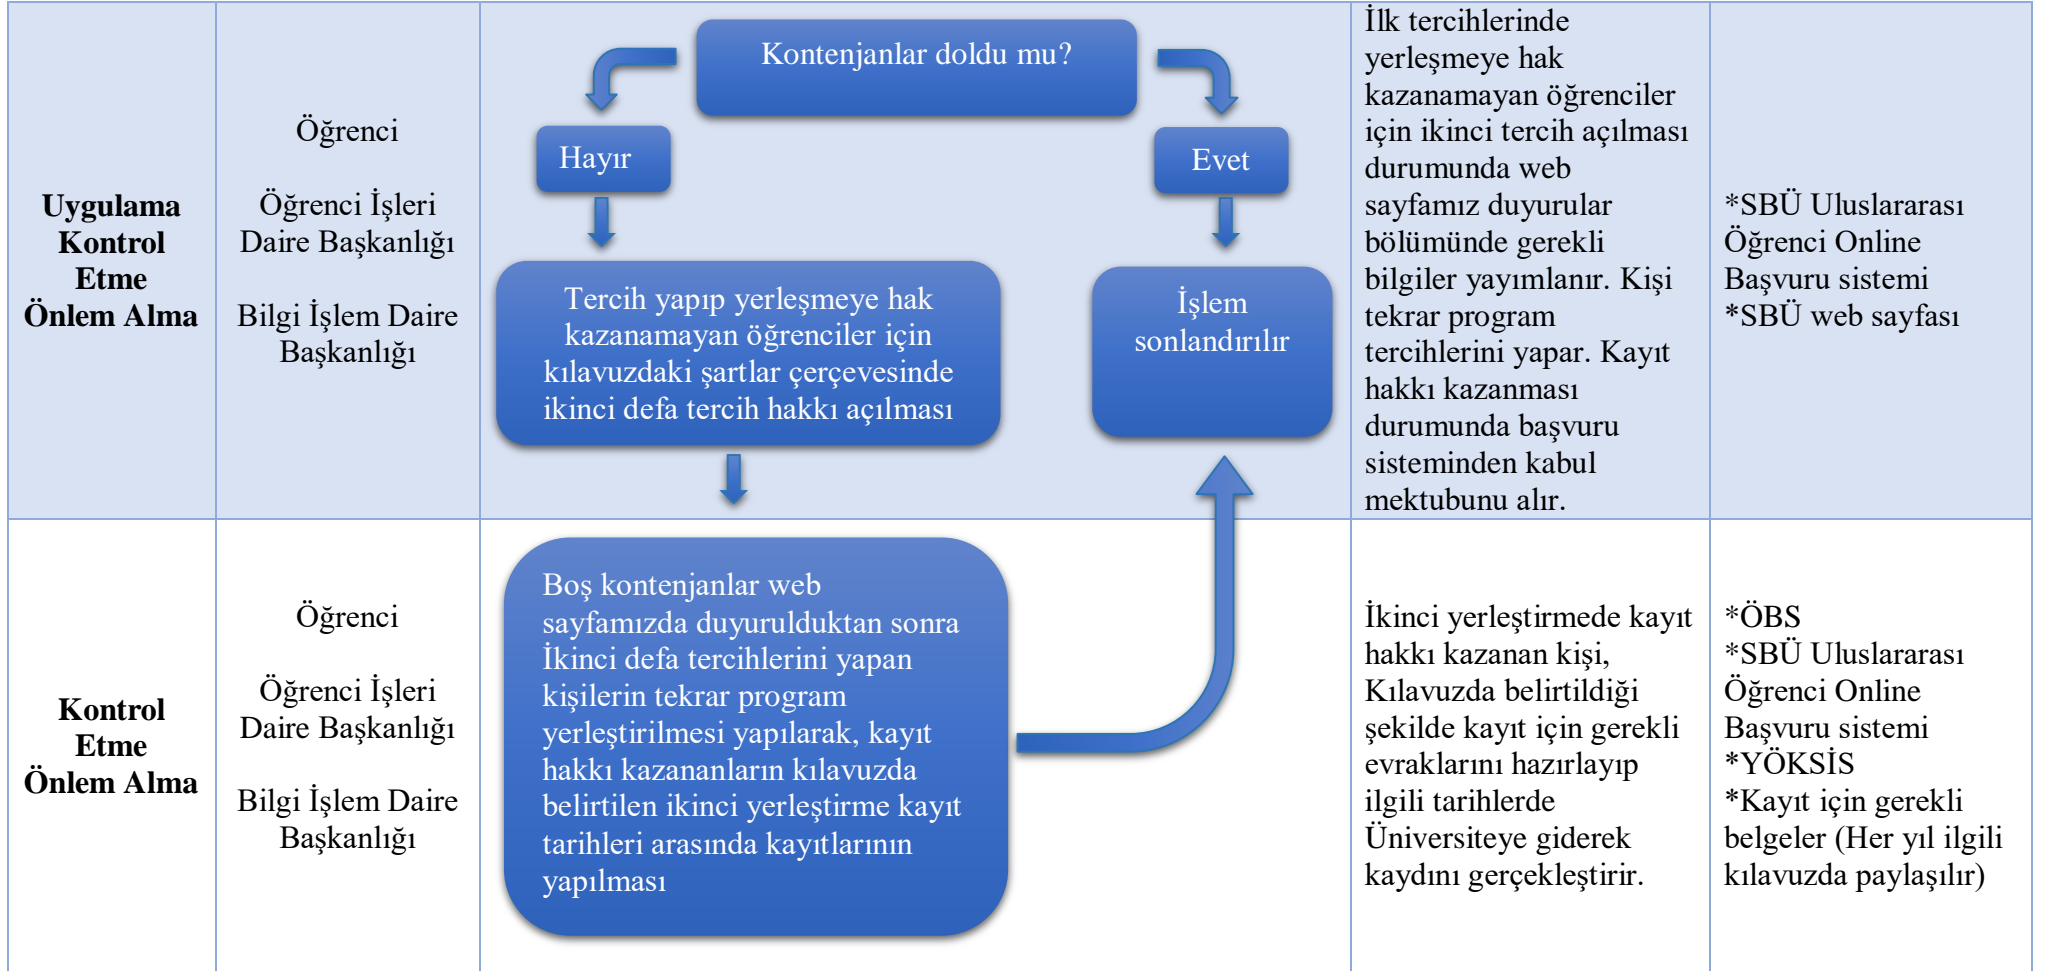 Uygulama
Kontrol
Etme
Önlem Alma
Öğrenci
Öğrenci İşleri
Daire Başkanlığı
Bilgi İşlem Daire
Başkanlığı
Kontenjanlar doldu mu?
Hayır
Evet
Tercih yapıp yerleşmeye hak
kazanamayan öğrenciler için
kılavuzdaki şartlar çerçevesinde
ikinci defa tercih hakkı açılması
İşlem
sonlandırılır
İlk tercihlerinde
yerleşmeye hak
kazanamayan öğrenciler
için ikinci tercih açılması
durumunda web
sayfamız duyurular
bölümünde gerekli
bilgiler yayımlanır. Kişi
tekrar program
tercihlerini yapar. Kayıt
hakkı kazanması
durumunda başvuru
sisteminden kabul
mektubunu alır.
*SBÜ Uluslararası
Öğrenci Online
Başvuru sistemi
*SBÜ web sayfası
Kontrol
Etme
Önlem Alma
Öğrenci
Öğrenci İşleri
Daire Başkanlığı
Bilgi İşlem Daire
Başkanlığı
Boş kontenjanlar web
sayfamızda duyurulduktan sonra
İkinci defa tercihlerini yapan
kişilerin tekrar program
yerleştirilmesi yapılarak, kayıt
hakkı kazananların kılavuzda
belirtilen ikinci yerleştirme kayıt
tarihleri arasında kayıtlarının
yapılması
İkinci yerleştirmede kayıt
hakkı kazanan kişi,
Kılavuzda belirtildiği
şekilde kayıt için gerekli
evraklarını hazırlayıp
ilgili tarihlerde
Üniversiteye giderek
kaydını gerçekleştirir.
*ÖBS
*SBÜ Uluslararası
Öğrenci Online
Başvuru sistemi
*YÖKSİS
*Kayıt için gerekli
belgeler (Her yıl ilgili
kılavuzda paylaşılır)